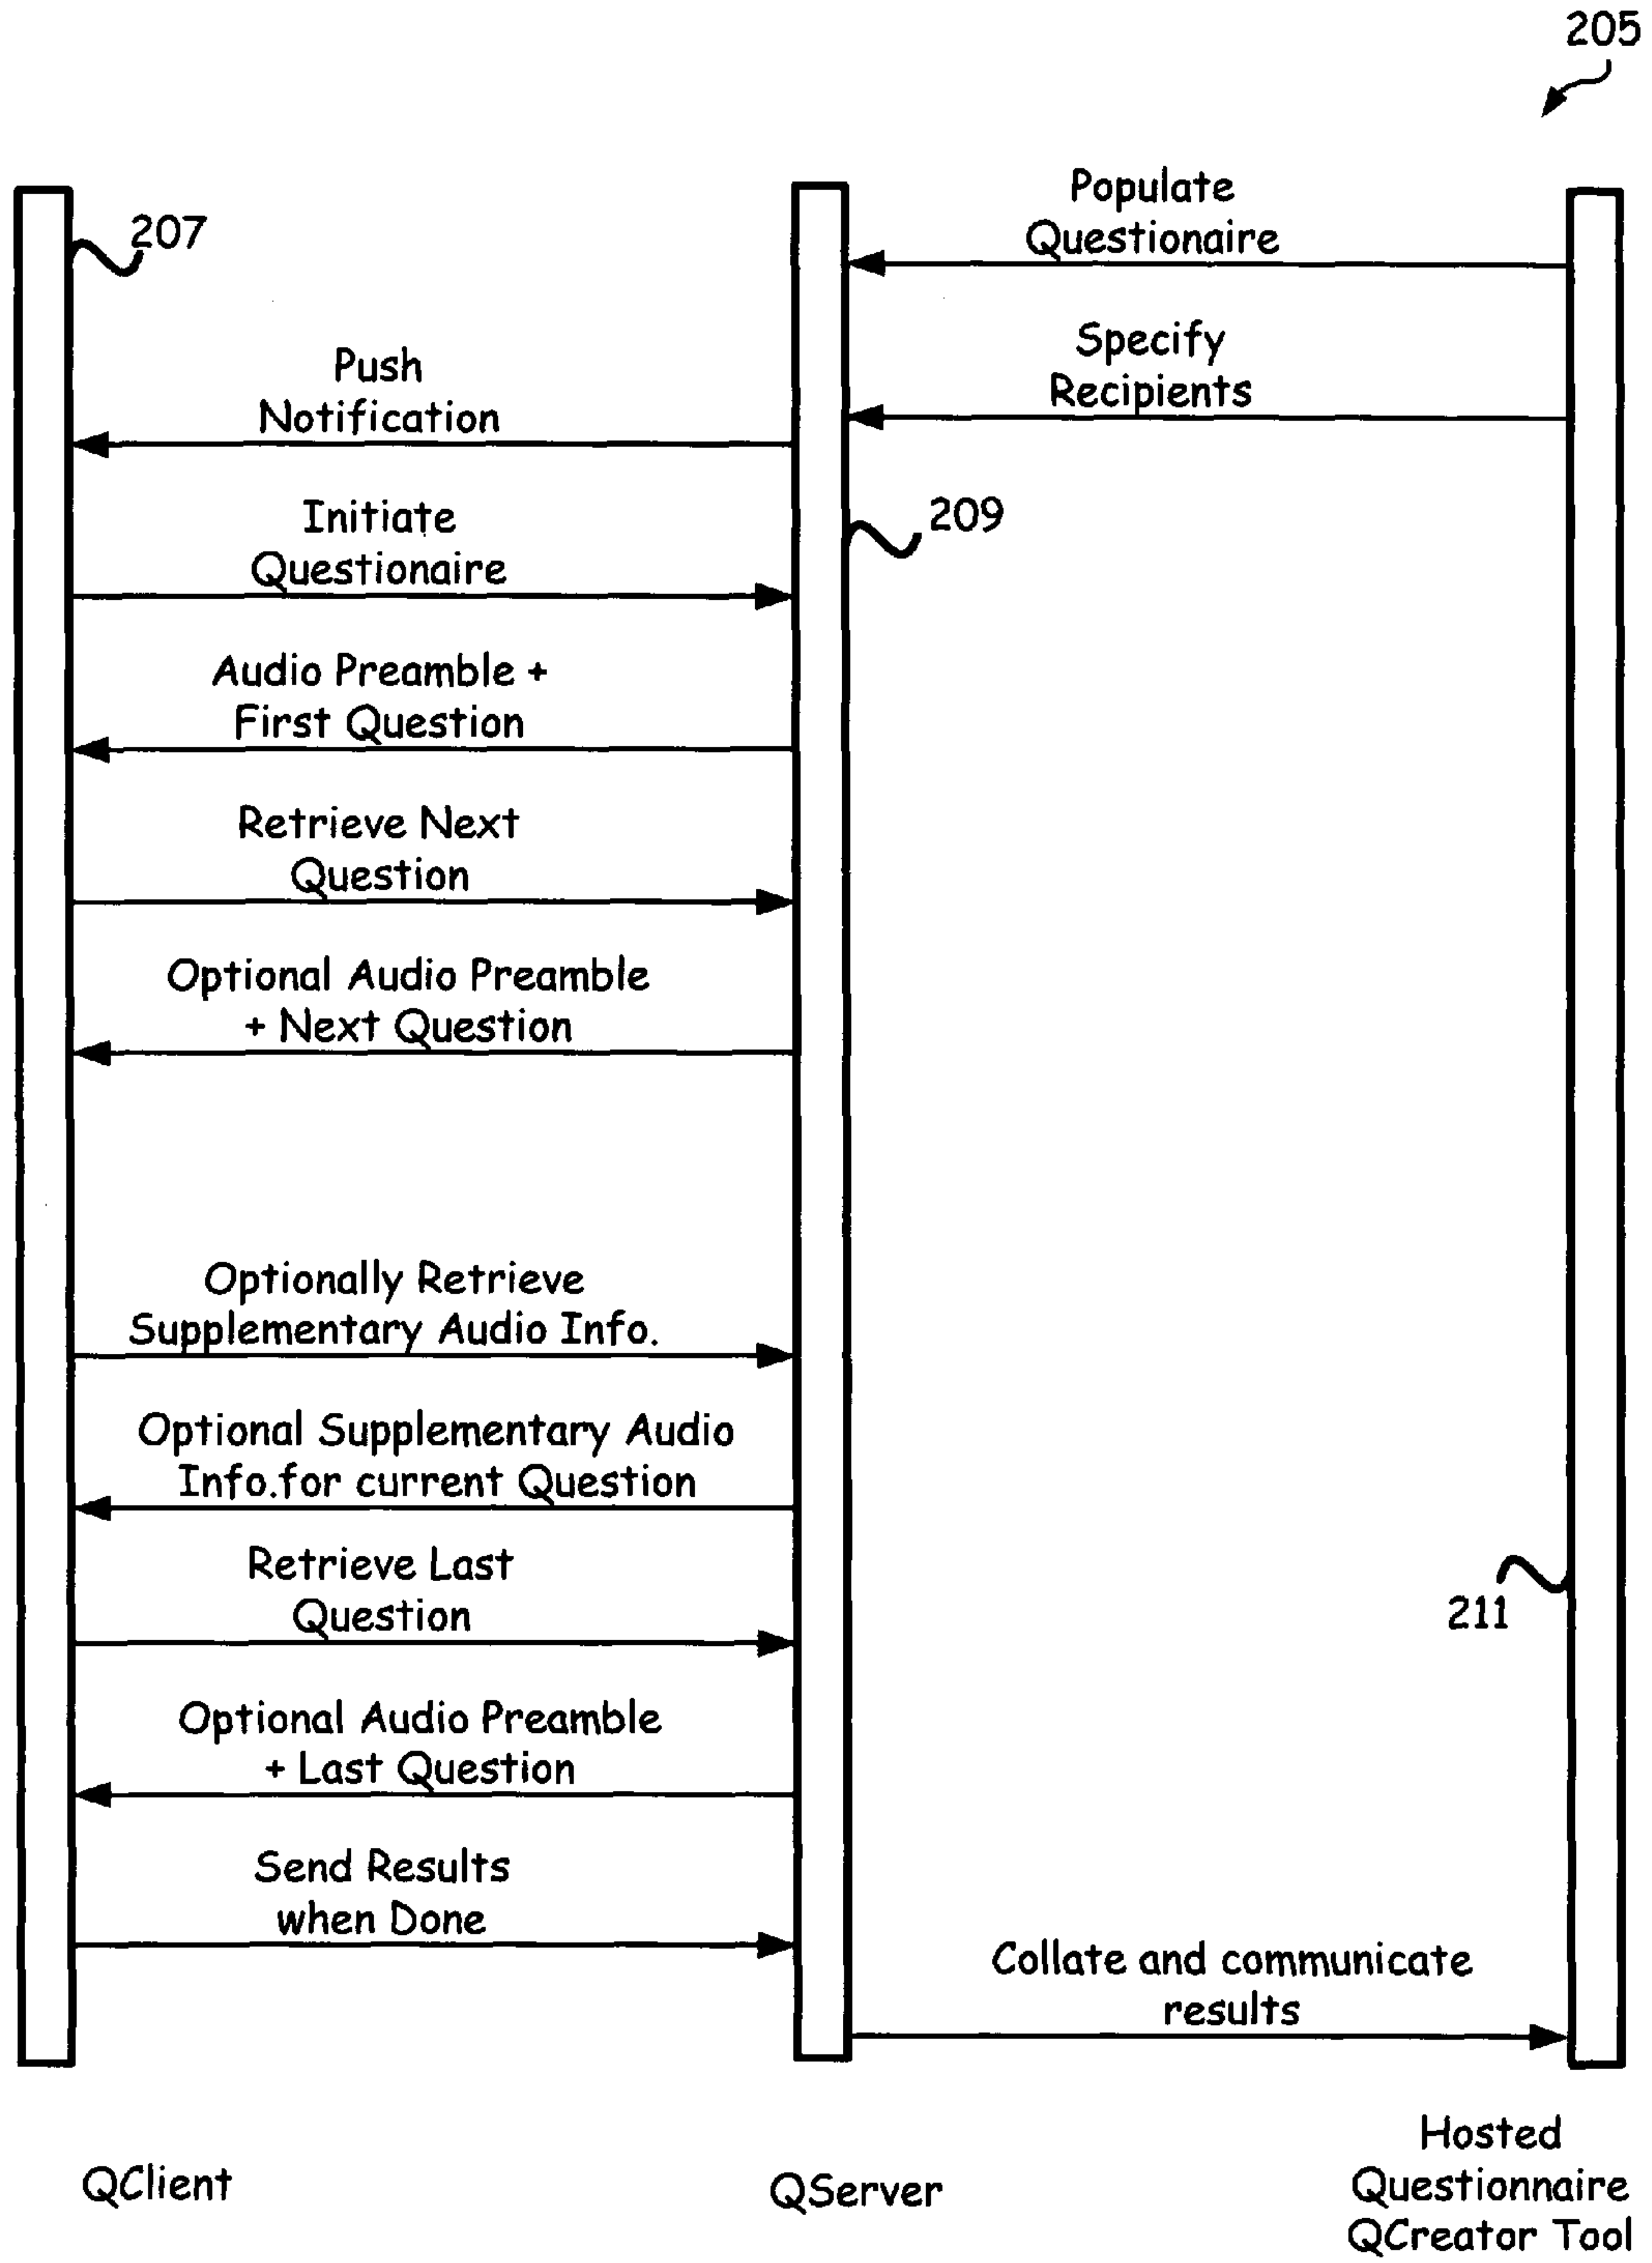 205
Populate
Questionaire
207
Specify
Recipients
Push
Notification
Initiate
Questionaire
209
Audio Preamble +
First Question
Retrieve Next
Question
Optional Audio Preamble
+ Next Question
Optionally Retrieve
Supplementary Audio Info.
Optional Supplementary Audio
Info.for current Question
Retrieve Last
Question
211
Optional Audio Preamble
+ Last Question
Send Results
when Done
Collate and communicate
results
QClient
QServer
Hosted
Questionnaire
QCreator Tool